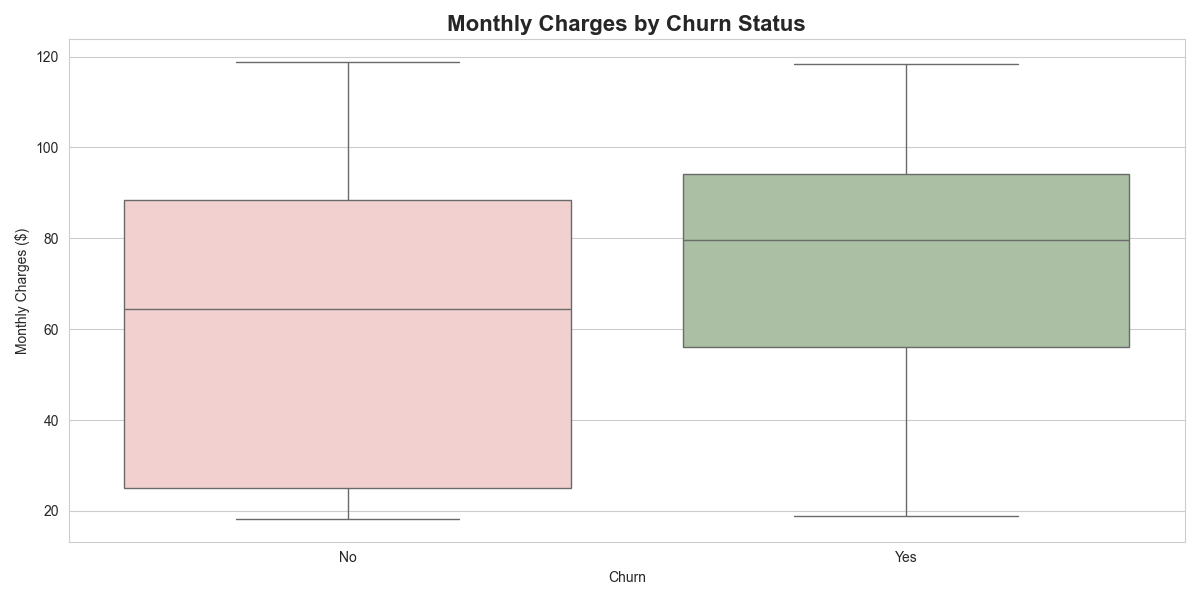 Monthly Charges by Churn Status
Monthly Charges ($)
120
100
80
60
40
20
No
Yes
Churn